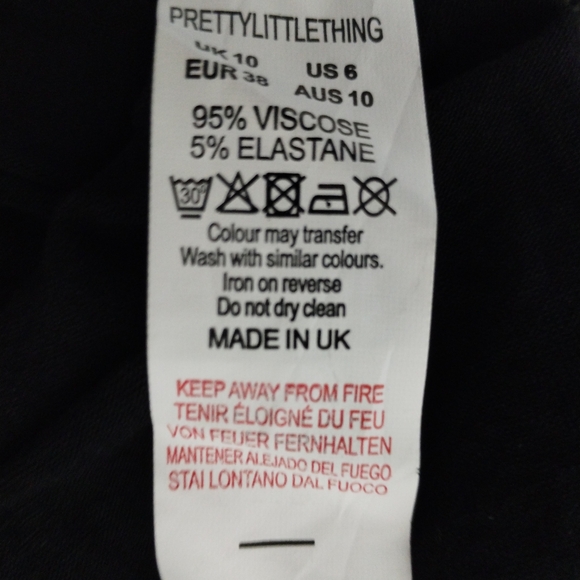 PRETTYLITTLETHING
UK 10 US 6
EUR 38 AUS 10
95% VISCOSE
5% ELASTANE
30°
Colour may transfer
Wash with similar colours.
Iron on reverse
Do not dry clean
MADE IN UK
KEEP AWAY FROM FIRE
TENIR ÉLOIGNÉ DU FEU
VON FEUER FERNHALTEN
MANTENER ALEJADO DEL FUEGO
STAI LONTANO DAL FUOCO